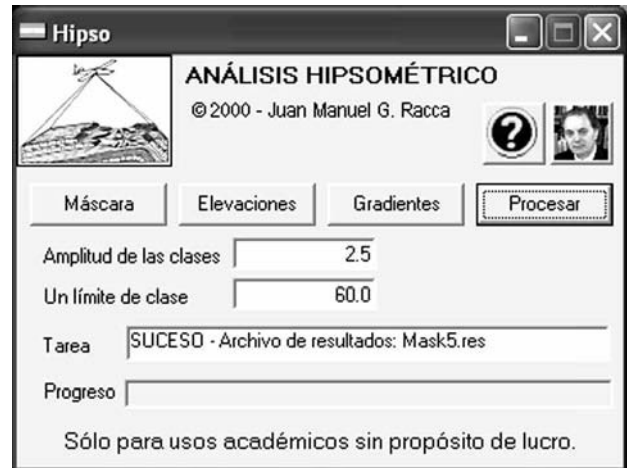 Hipso
ANÁLISIS HIPSOMÉTRICO
© 2000 - Juan Manuel G. Racca
?
Máscara Elevaciones Gradientes Procesar
Amplitud de las clases 2.5
Un límite de clase 60.0
Tarea SUCESO - Archivo de resultados: Mask5.res
Progreso
Sólo para usos académicos sin propósito de lucro.